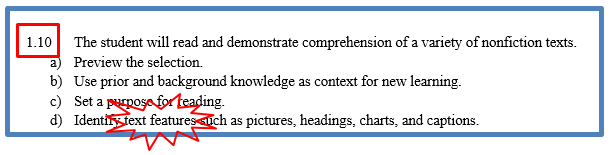 1.10 The student will read and demonstrate comprehension of a variety of nonfiction texts.
a) Preview the selection.
b) Use prior and background knowledge as context for new learning.
c) Set a purpose for reading.
d) Identify text features such as pictures, headings, charts, and captions.